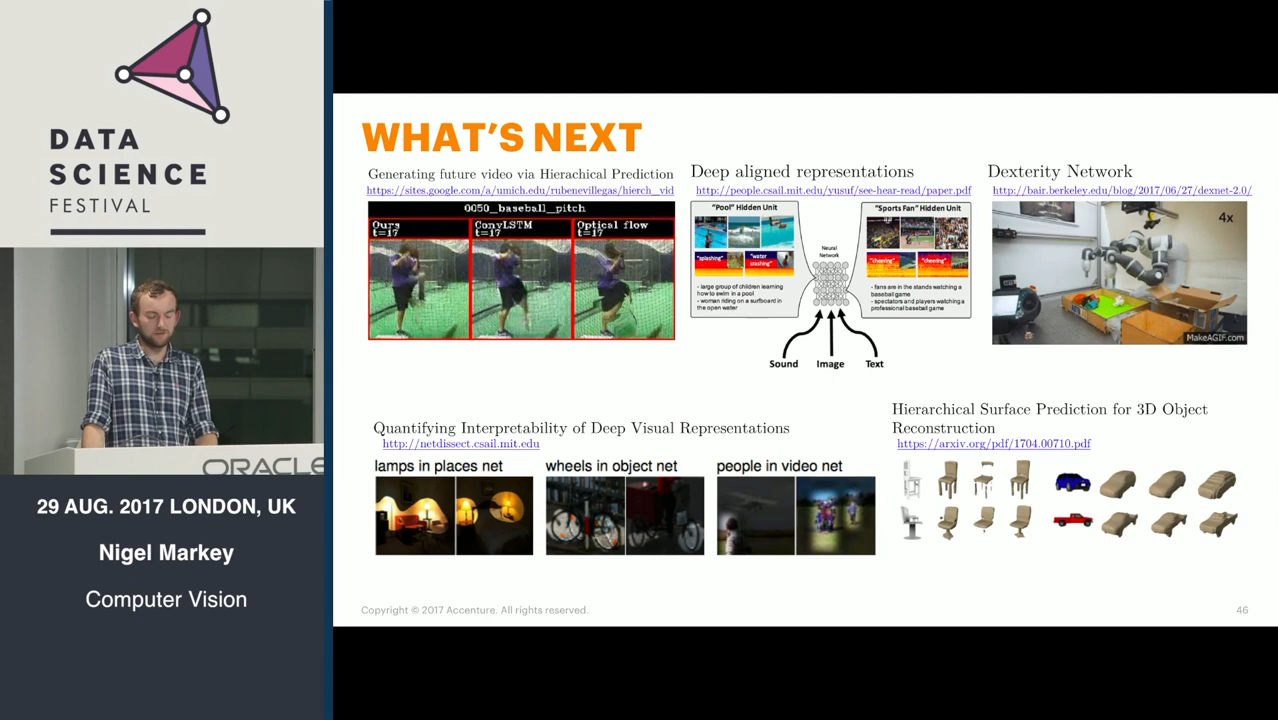 DATA
SCIENCE
FESTIVAL
ORACLE
29 AUG. 2017 LONDON, UK
Nigel Markey
Computer Vision
WHAT'S NEXT
Generating future video via Hierachical Prediction
https://sites.google.com/a/umich.edu/rubenevillegas/hierch_vid
0050_baseball_pitch
Ours
t=17
ConvLSTM
t=17
Optical flow
t=17
Deep aligned representations
http://people.csail.mit.edu/yusuf/see-hear-read/paper.pdf
"Pool" Hidden Unit
"splashing"
"water
crashing"
- large group of children learning
how to swim in a pool
- woman riding on a surfboard in
the open water
Neural
Network
"Sports Fan" Hidden Unit
"cheering"
"cheering"
- fans are in the stands watching a
baseball game
- spectators and players watching a
professional baseball game
Sound Image Text
Dexterity Network
http://bair.berkeley.edu/blog/2017/06/27/dexnet-2.0/
4x
MakeAGIF.com
Quantifying Interpretability of Deep Visual Representations
http://netdissect.csail.mit.edu
lamps in places net
wheels in object net
people in video net
Hierarchical Surface Prediction for 3D Object
Reconstruction
https://arxiv.org/pdf/1704.00710.pdf
Copyright © 2017 Accenture. All rights reserved.
46